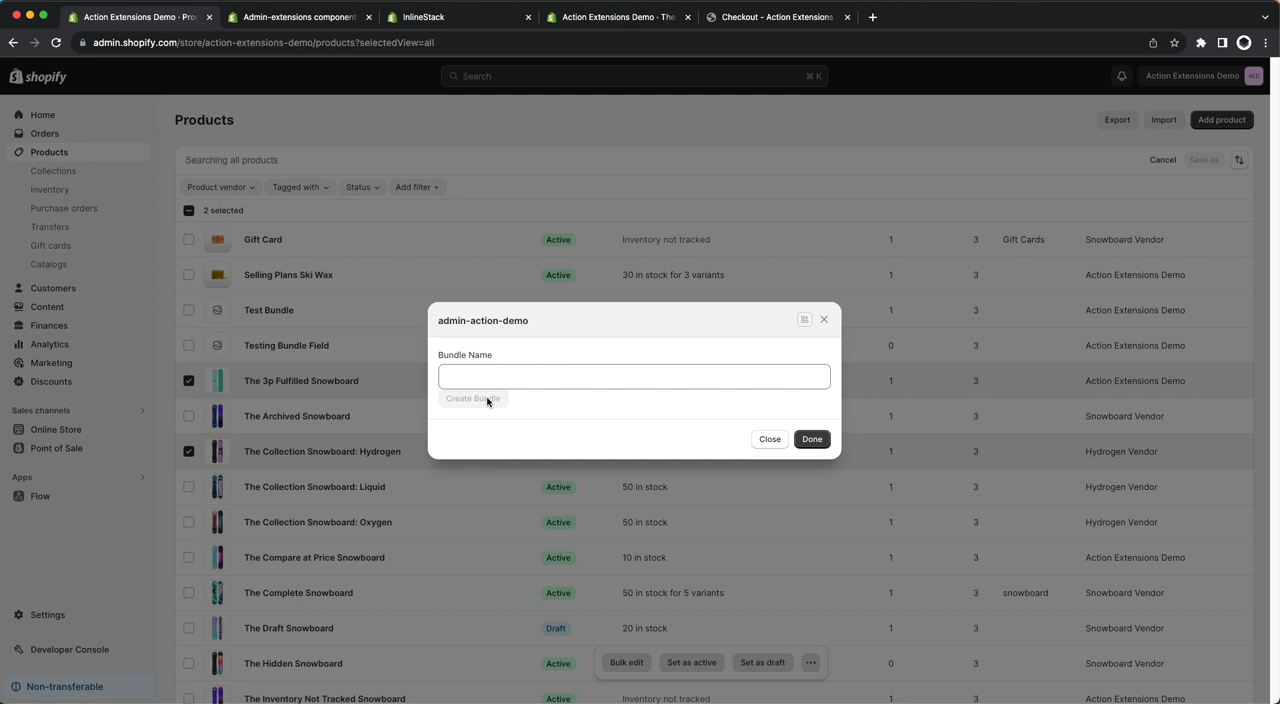 Action Extensions Demo · Pro
Admin-extensions component
InlineStack
Action Extensions Demo · The
Checkout - Action Extensions
admin.shopify.com/store/action-extensions-demo/products?selectedView=all
shopify
Search
⌘ K
Action Extensions Demo
AED
Home
Orders
Products
Collections
Inventory
Purchase orders
Transfers
Gift cards
Catalogs
Customers
Content
Finances
Analytics
Marketing
Discounts
Sales channels
Online Store
Point of Sale
Apps
Flow
Settings
Developer Console
Non-transferable
Products
Export
Import
Add product
Searching all products
Cancel
Save as
Product vendor
Tagged with
Status
Add filter +
2 selected
Gift Card Active Inventory not tracked 1 3 Gift Cards Snowboard Vendor
Selling Plans Ski Wax Active 30 in stock for 3 variants 1 3 Action Extensions Demo
Test Bundle 1 3 Action Extensions Demo
Testing Bundle Field 0 3 Action Extensions Demo
The 3p Fulfilled Snowboard 1 3 Action Extensions Demo
The Archived Snowboard 1 3 Snowboard Vendor
The Collection Snowboard: Hydrogen 1 3 Hydrogen Vendor
The Collection Snowboard: Liquid Active 50 in stock 1 3 Hydrogen Vendor
The Collection Snowboard: Oxygen Active 50 in stock 1 3 Hydrogen Vendor
The Compare at Price Snowboard Active 10 in stock 1 3 Action Extensions Demo
The Complete Snowboard Active 50 in stock for 5 variants 1 3 snowboard Snowboard Vendor
The Draft Snowboard Draft 20 in stock 1 3 Snowboard Vendor
The Hidden Snowboard Active 0 3 Snowboard Vendor
The Inventory Not Tracked Snowboard Active Inventory not tracked 1 3 Action Extensions Demo
admin-action-demo
Bundle Name
Create Bundle
Close
Done
Bulk edit
Set as active
Set as draft